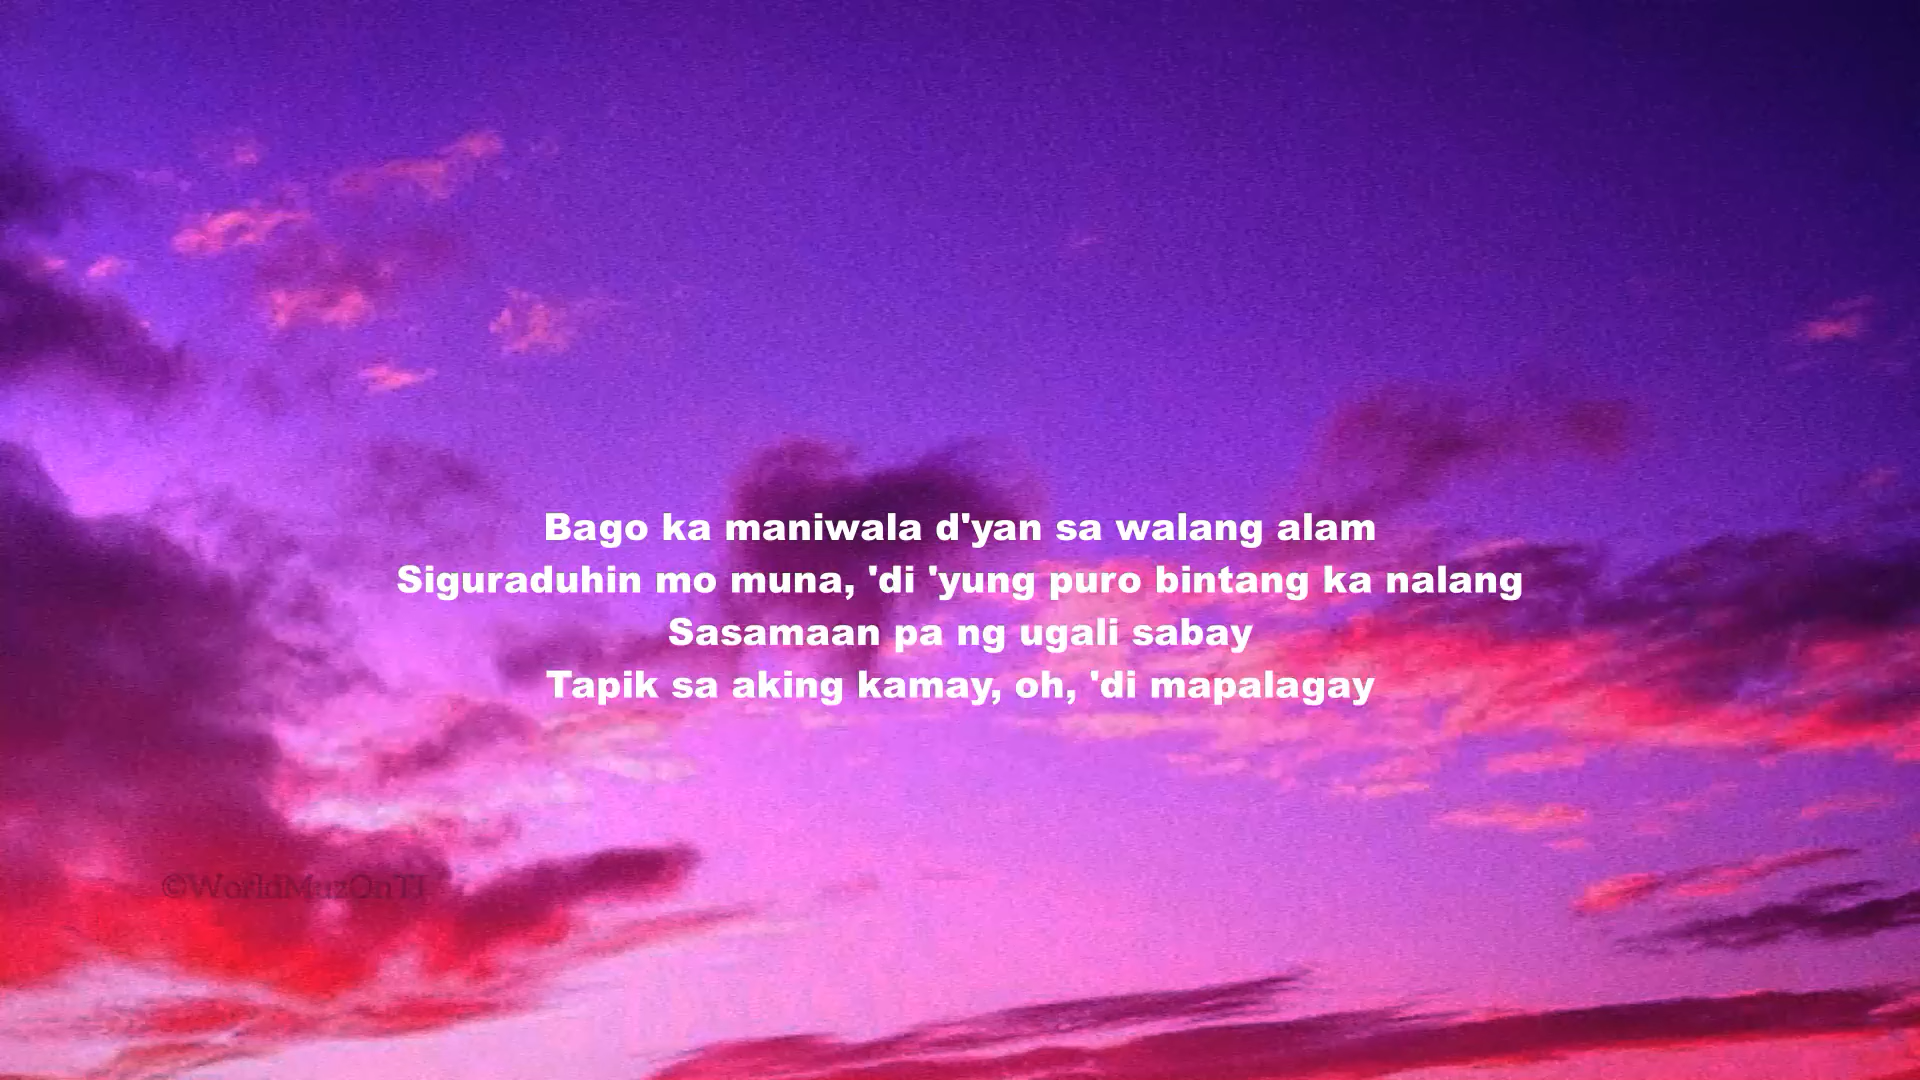 Bago ka maniwala d'yan sa walang alam
Siguraduhin mo muna, 'di 'yung puro bintang ka nalang
Sasamaan pa ng ugali sabay
Tapik sa aking kamay, oh, 'di mapalagay
©WorldMuzOnTI